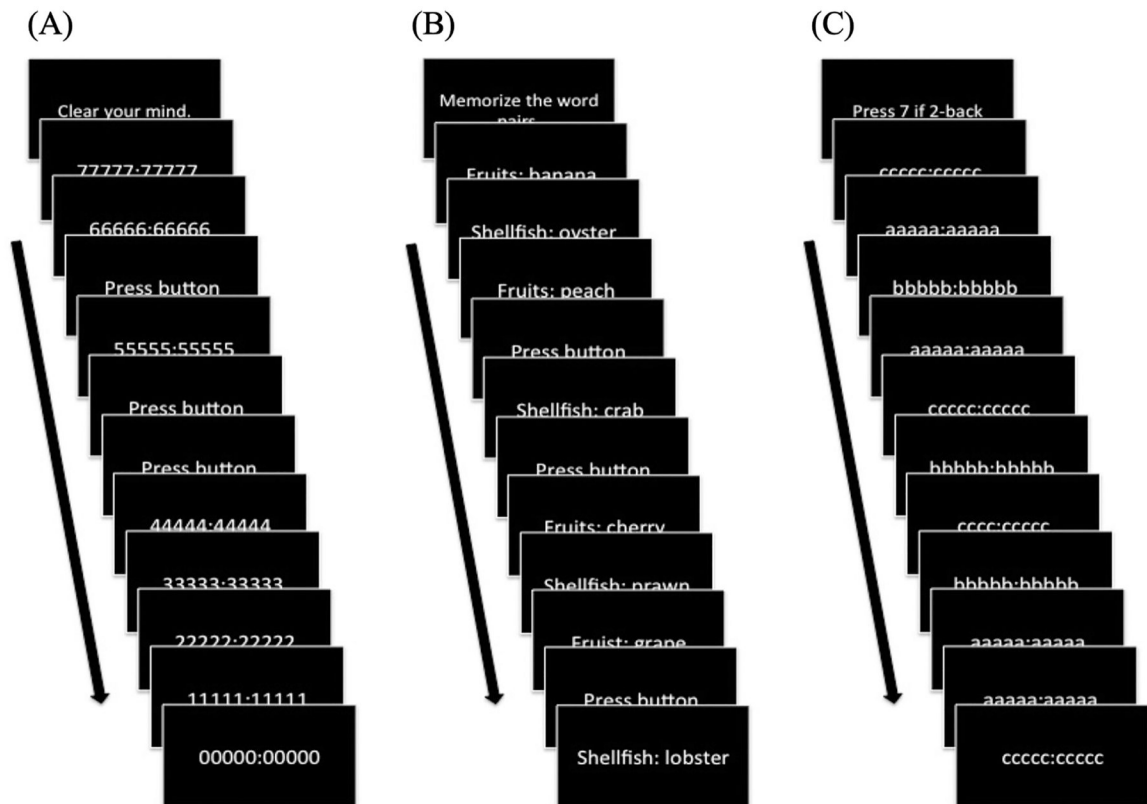 (A)
Clear your mind.
77777:77777
66666:66666
Press button
55555:55555
Press button
Press button
44444:44444
33333:33333
22222:22222
11111:11111
00000:00000
(B)
Memorize the word
pairs
Fruits: banana
Shellfish: oyster
Fruits: peach
Press button
Shellfish: crab
Press button
Fruits: cherry
Shellfish: prawn
Fruist: grape
Press button
Shellfish: lobster
(C)
Press 7 if 2-back
ccccc:ccccc
aaaaa:aaaaa
bbbbb:bbbbb
aaaaa:aaaaa
ccccc:ccccc
bbbbb:bbbbb
cccc:ccccc
bbbbb:bbbbb
aaaaa:aaaaa
aaaaa:aaaaa
ccccc:ccccc